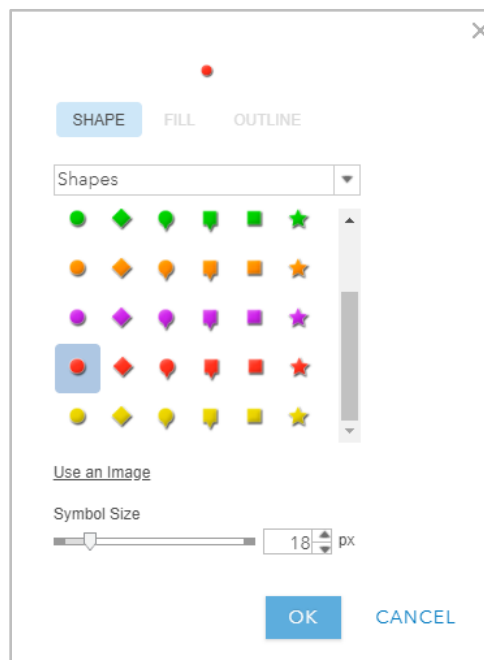 SHAPE FILL OUTLINE
Shapes
Use an Image
Symbol Size
18 px
OK CANCEL